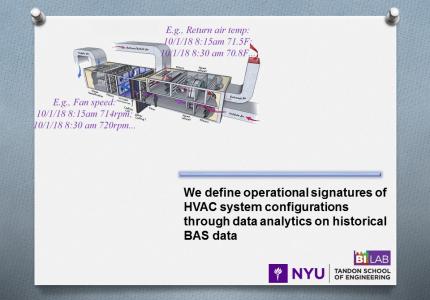 E.g., Return air temp:
10/1/18 8:15am 71.5F;
10/1/18 8:30 am 70.8F...
E.g., Fan speed:
10/1/18 8:15am 714rpm;
10/1/18 8:30 am 720rpm...
We define operational signatures of
HVAC system configurations
through data analytics on historical
BAS data
BI LAB
NYU
TANDON SCHOOL
OF ENGINEERING